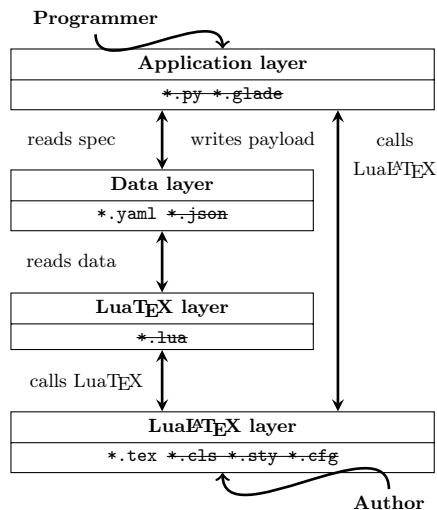 Programmer
Application layer
*.py *.glade
reads spec writes payload calls
LuaLATEX
Data layer
*.yaml *.json
reads data
LuaTEX layer
*.lua
calls LuaTEX
LuaLATEX layer
*.tex *.cls *.sty *.cfg
Author